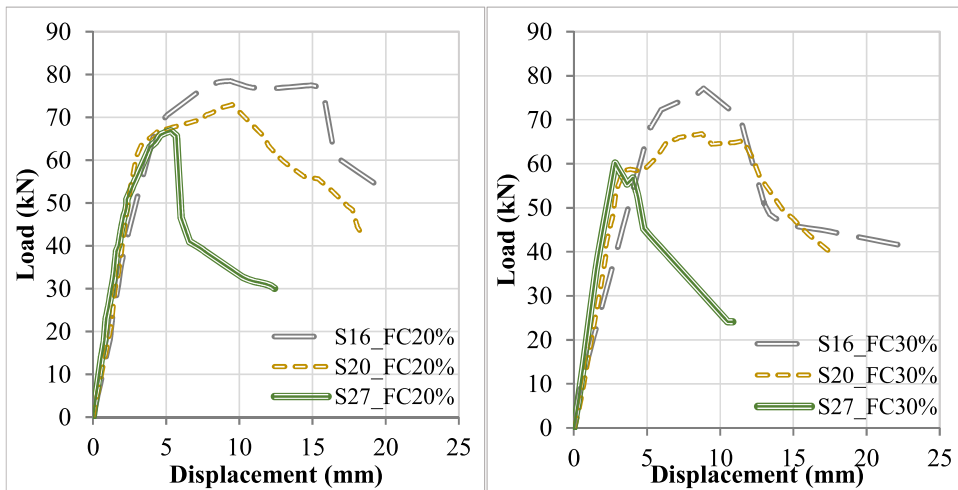 90
80
70
60
50
40
30
20
10
0
Load (kN)
S16_FC20%
S20_FC20%
S27_FC20%
0 5 10 15 20 25
Displacement (mm)
90
80
70
60
50
40
30
20
10
0
Load (kN)
S16_FC30%
S20_FC30%
S27_FC30%
0 5 10 15 20 25
Displacement (mm)